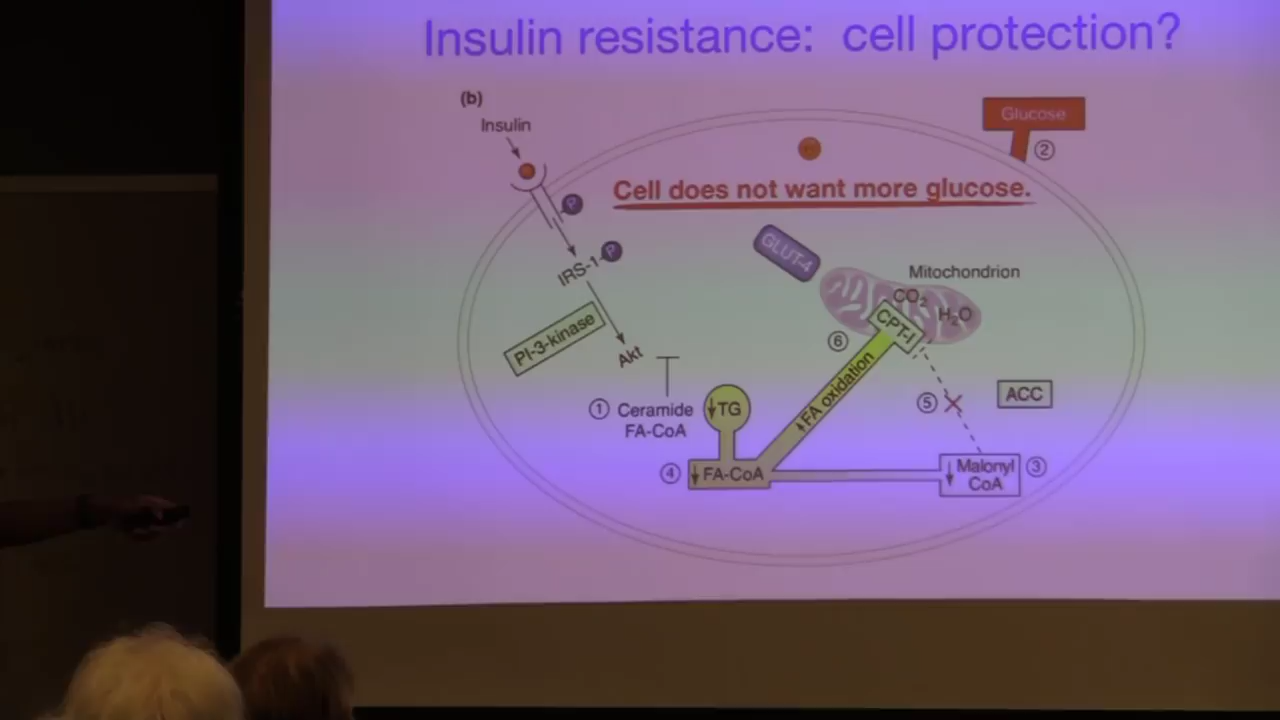 Insulin resistance: cell protection?
(b)
Insulin
Glucose
2
P
Cell does not want more glucose.
IRS-1-P
GLUT-4
Mitochondrion
CO2
H2O
CPT-I
6
PI-3-kinase
Akt
↓FA oxidation
5
ACC
1 Ceramide
FA-CoA
↓TG
4 ↓FA-CoA
↓Malonyl
CoA
3